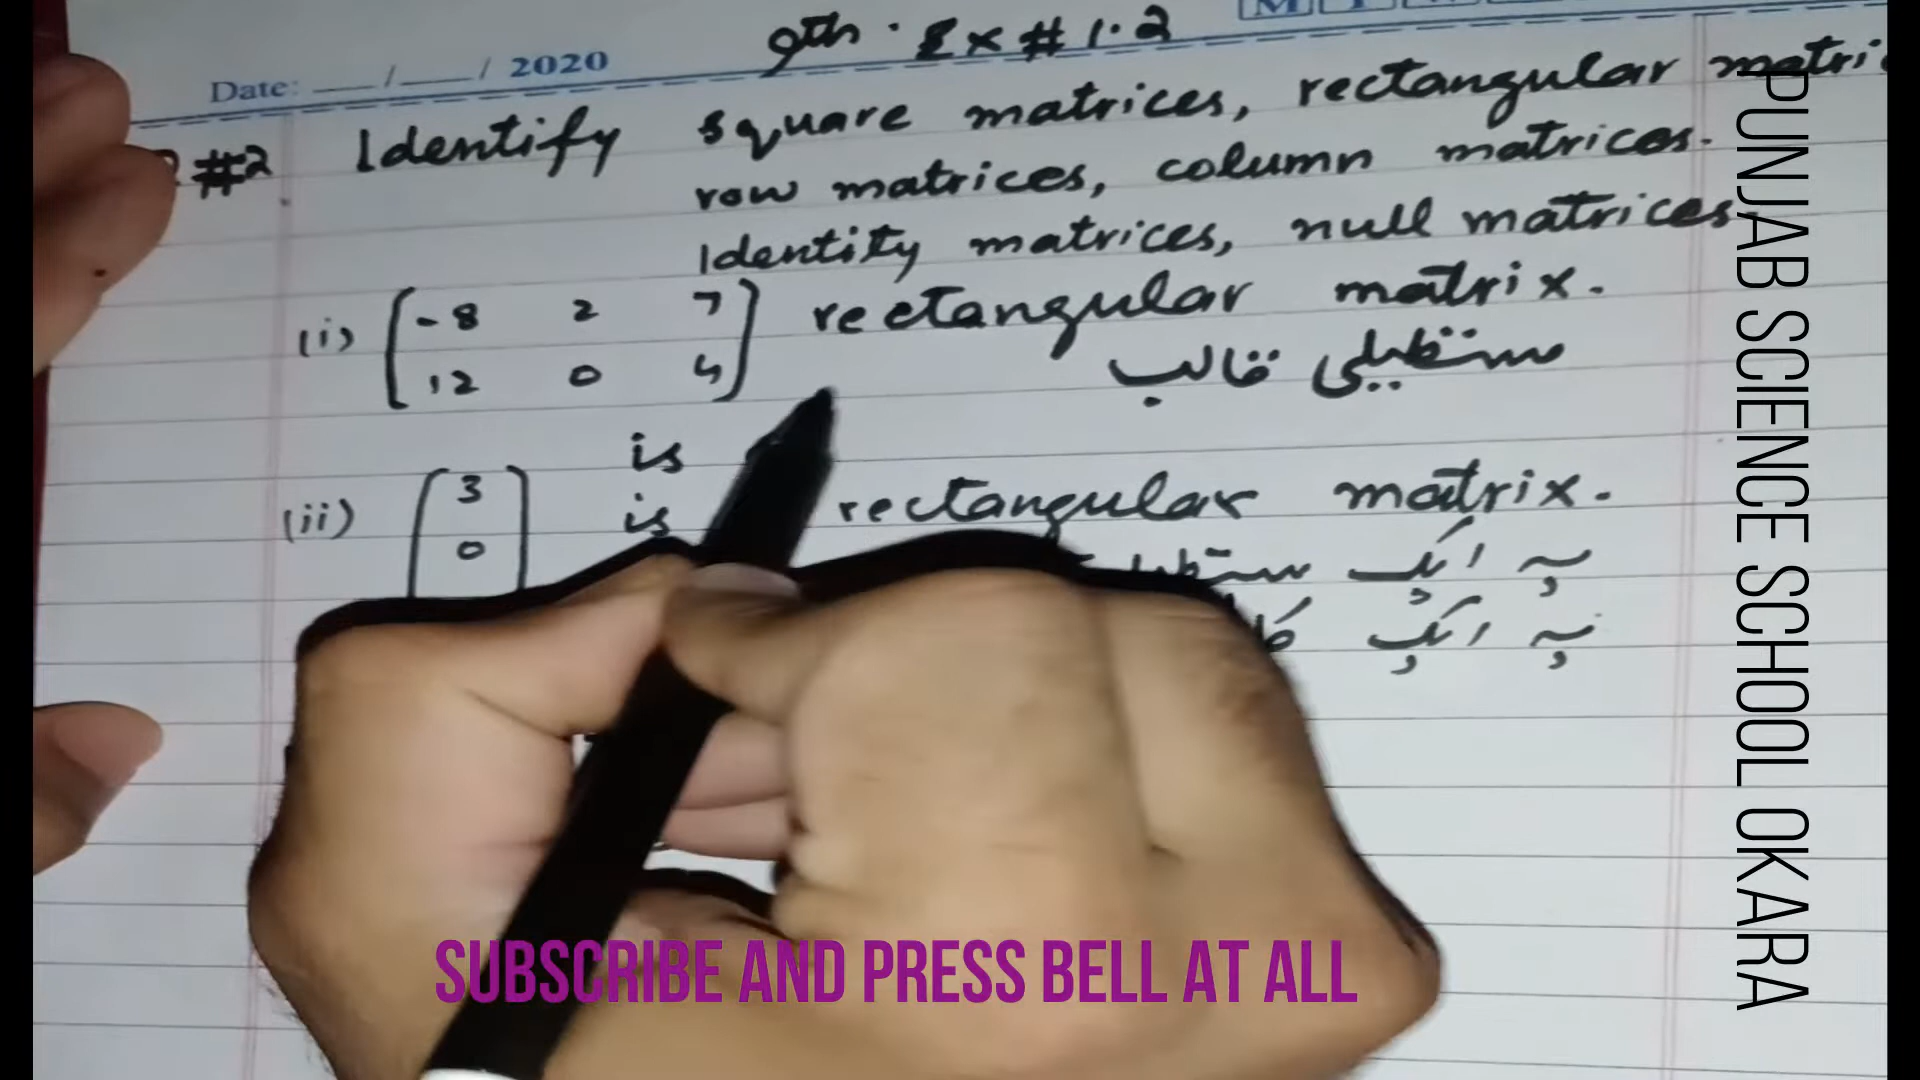 9th. Ex # 1.2
Date: ___/___/ 2020
#2 Identify square matrices, rectangular
row matrices, column matrices.
Identity matrices, null matrices.
(i) [-8 2 7 rectangular matrix.
12 0 4] مستطیلی قالب
is
(ii) [3 is rectangular matrix.
0] یہ ایک
یہ ایک
SUBSCRIBE AND PRESS BELL AT ALL
PUNJAB SCIENCE SCHOOL OKARA